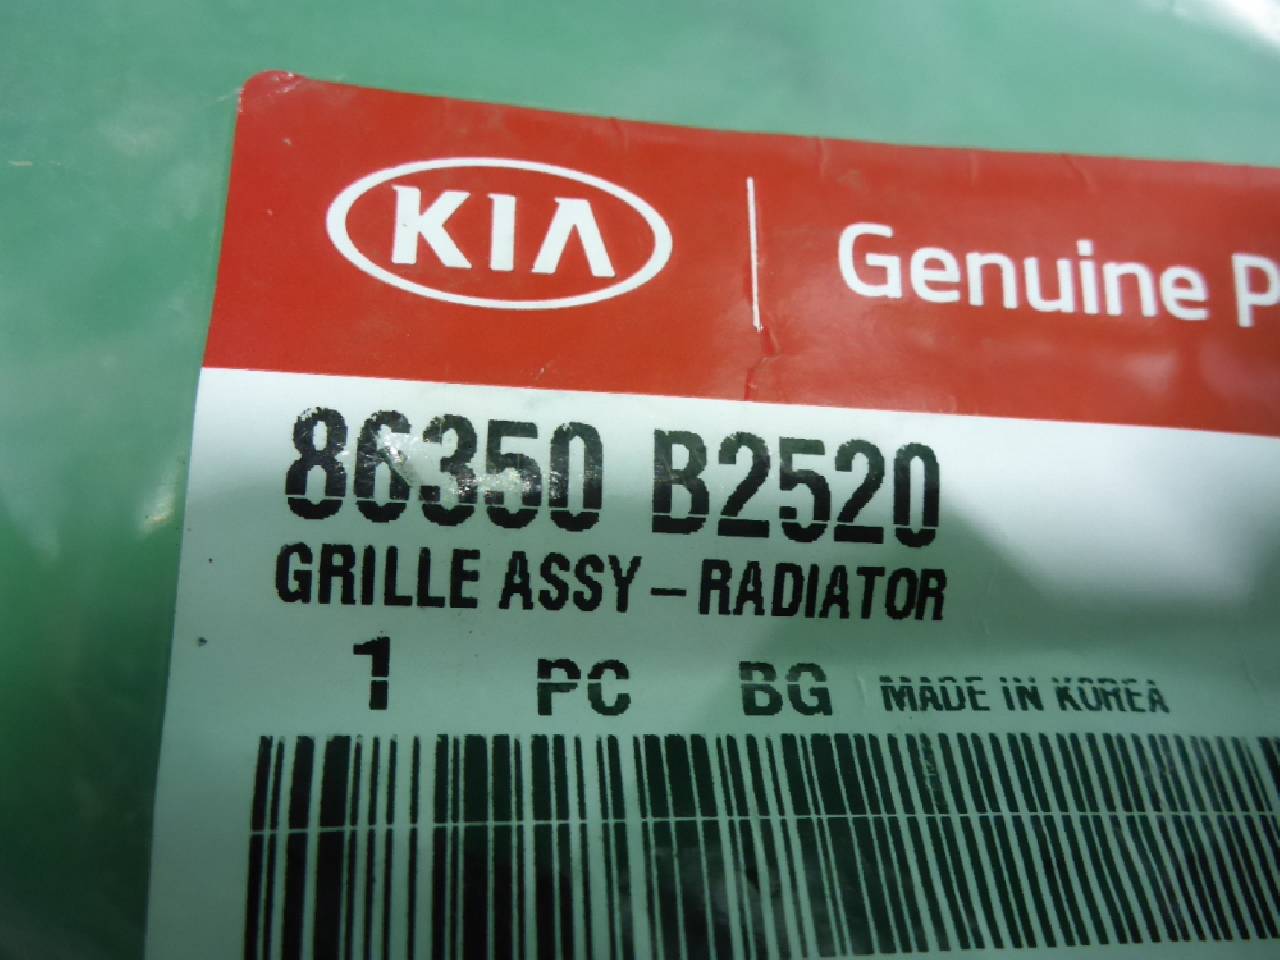 KIA Genuine P
86350 B2520
GRILLE ASSY-RADIATOR
1 PC BG MADE IN KOREA